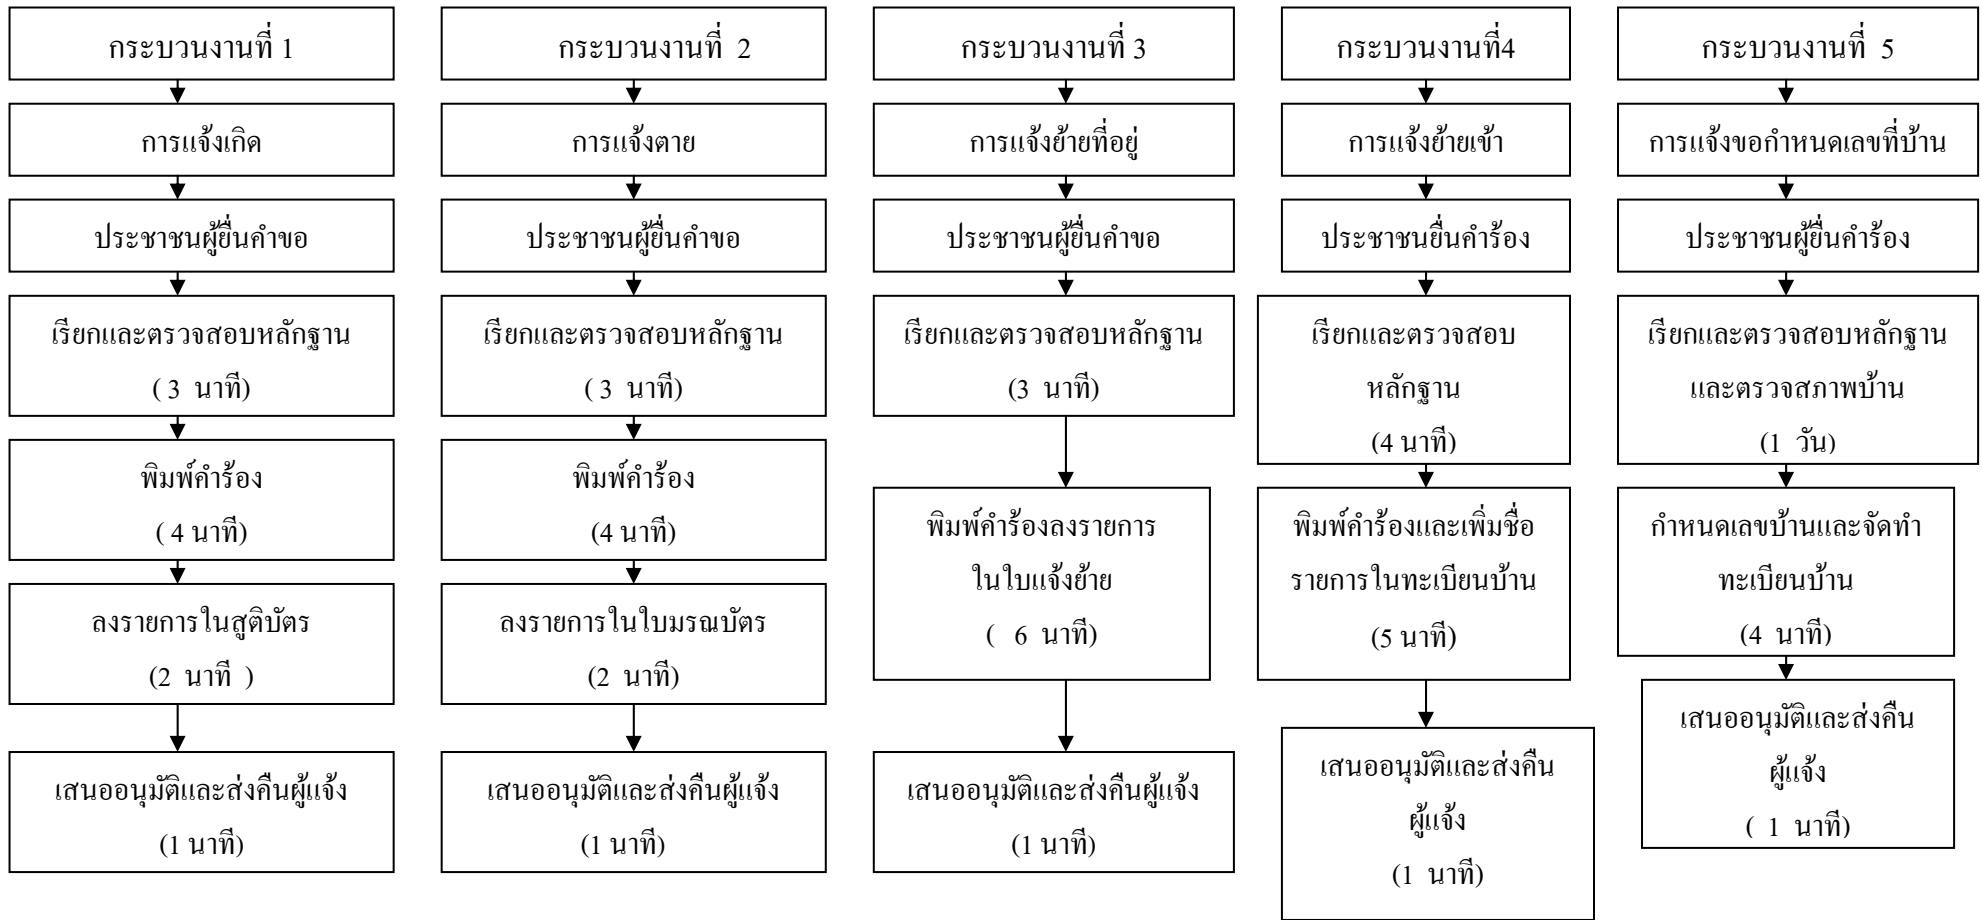 กระบวนงานที่ 1
การแจ้งเกิด
ประชาชนผู้ยื่นคำขอ
เรียกและตรวจสอบหลักฐาน
( 3 นาที)
พิมพ์คำร้อง
( 4 นาที)
ลงรายการในสูติบัตร
(2 นาที )
เสนออนุมัติและส่งคืนผู้แจ้ง
(1 นาที)
กระบวนงานที่ 2
การแจ้งตาย
ประชาชนผู้ยื่นคำขอ
เรียกและตรวจสอบหลักฐาน
( 3 นาที)
พิมพ์คำร้อง
(4 นาที)
ลงรายการในใบมรณบัตร
(2 นาที)
เสนออนุมัติและส่งคืนผู้แจ้ง
(1 นาที)
กระบวนงานที่ 3
การแจ้งย้ายที่อยู่
ประชาชนผู้ยื่นคำขอ
เรียกและตรวจสอบหลักฐาน
(3 นาที)
พิมพ์คำร้องลงรายการ
ในใบแจ้งย้าย
( 6 นาที)
เสนออนุมัติและส่งคืนผู้แจ้ง
(1 นาที)
กระบวนงานที่4
การแจ้งย้ายเข้า
ประชาชนยื่นคำร้อง
เรียกและตรวจสอบ
หลักฐาน
(4 นาที)
พิมพ์คำร้องและเพิ่มชื่อ
รายการในทะเบียนบ้าน
(5 นาที)
เสนออนุมัติและส่งคืน
ผู้แจ้ง
(1 นาที)
กระบวนงานที่ 5
การแจ้งขอกำหนดเลขที่บ้าน
ประชาชนผู้ยื่นคำร้อง
เรียกและตรวจสอบหลักฐาน
และตรวจสภาพบ้าน
(1 วัน)
กำหนดเลขบ้านและจัดทำ
ทะเบียนบ้าน
(4 นาที)
เสนออนุมัติและส่งคืน
ผู้แจ้ง
( 1 นาที)